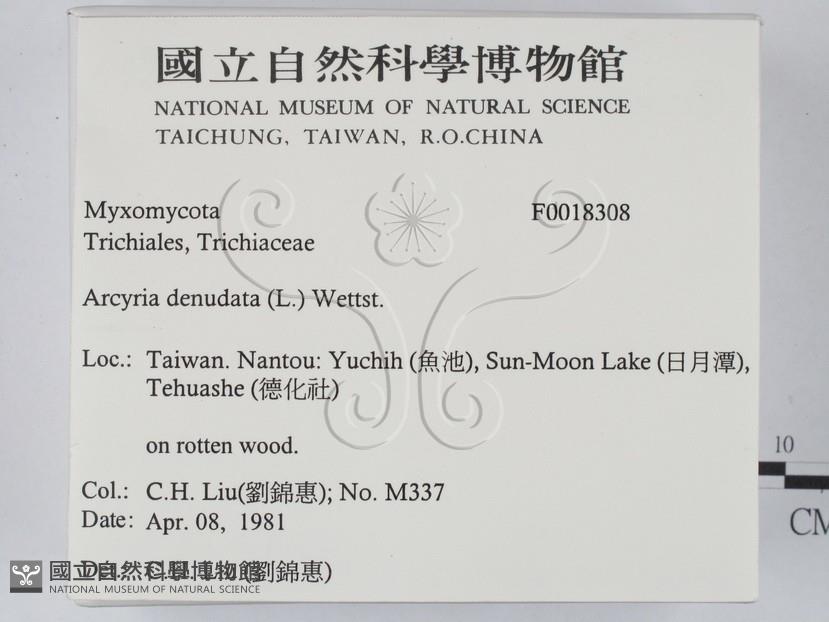 國立自然科學博物館
NATIONAL MUSEUM OF NATURAL SCIENCE
TAICHUNG, TAIWAN, R.O.CHINA
Myxomycota F0018308
Trichiales, Trichiaceae
Arcyria denudata (L.) Wettst.
Loc.: Taiwan. Nantou: Yuchih (魚池), Sun-Moon Lake (日月潭),
Tehuashe (德化社)
on rotten wood.
Col.: C.H. Liu(劉錦惠); No. M337
Date: Apr. 08, 1981
(劉錦惠)
國立自然科學博物館
NATIONAL MUSEUM OF NATURAL SCIENCE
10
CM